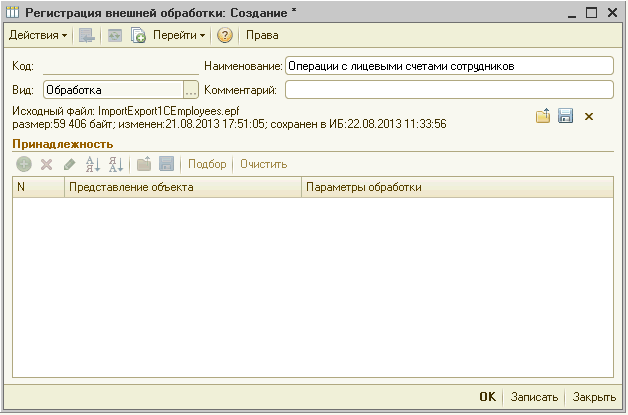 Регистрация внешней обработки: Создание *
Действия Перейти ? Права
Код: Наименование: Операции с лицевыми счетами сотрудников
Вид: Обработка ... Комментарий:
Исходный файл: ImportExport1CEmployees.epf
размер:59 406 байт; изменен:21.08.2013 17:51:05; сохранен в ИБ:22.08.2013 11:33:56
Принадлежность
Подбор Очистить
N Представление объекта Параметры обработки
OK Записать Закрыть